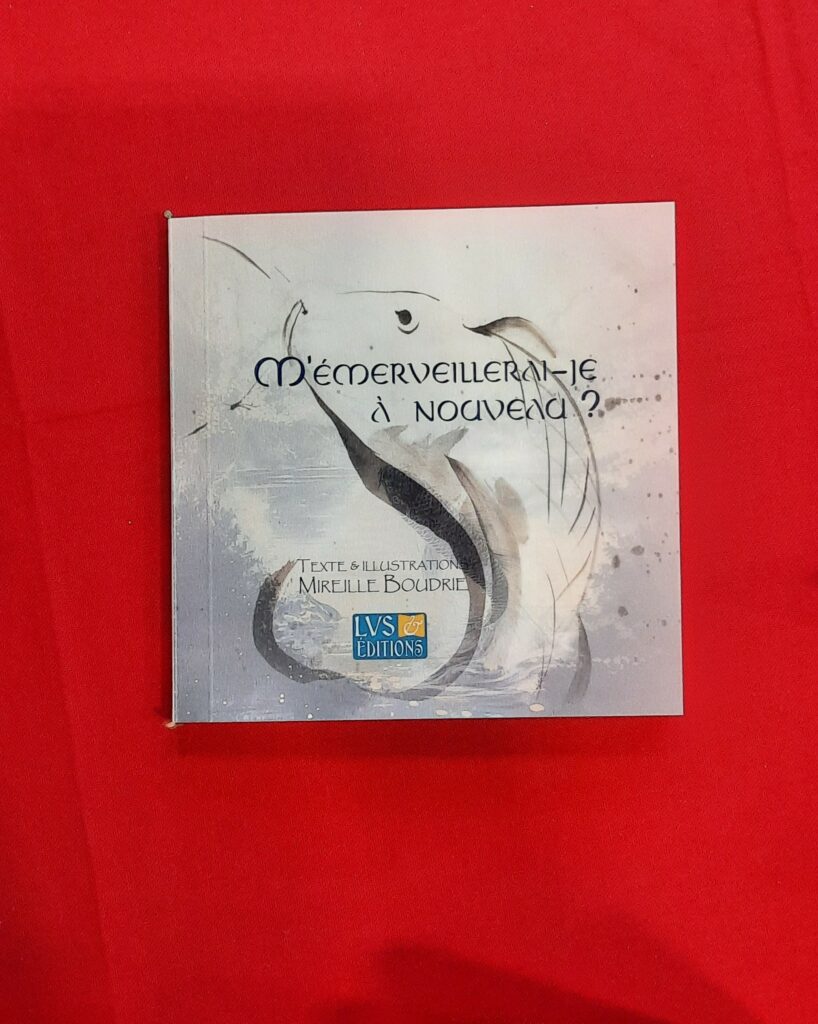 M'émerveillerai-je
à nouveau ?
Texte & illustrations
Mireille Boudrie
LVS &
ÉDITIONS